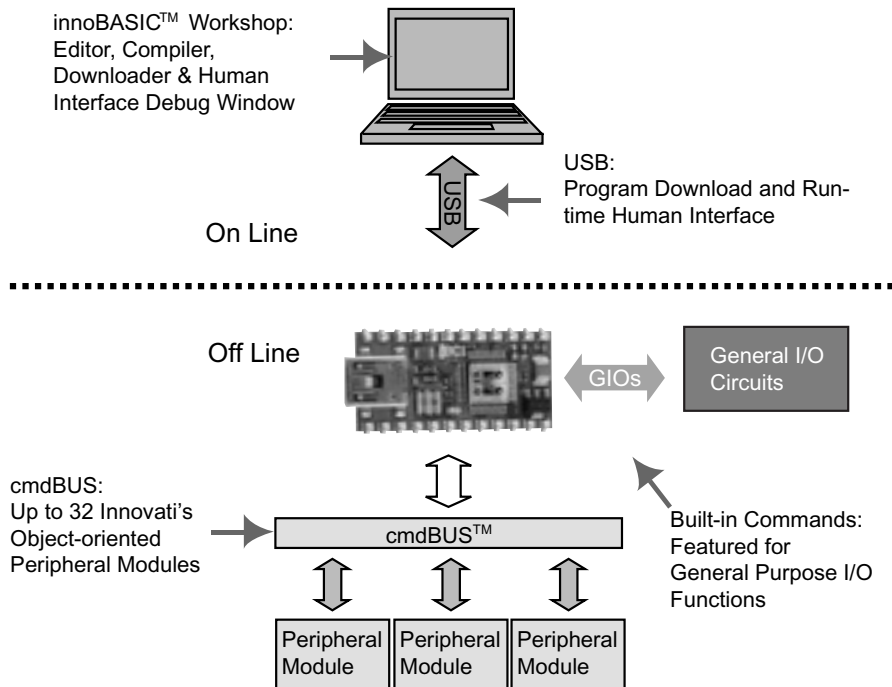 innoBASIC™ Workshop:
Editor, Compiler,
Downloader & Human
Interface Debug Window
USB
USB:
Program Download and Run-
time Human Interface
On Line
Off Line
GIOs
General I/O
Circuits
cmdBUS:
Up to 32 Innovati’s
Object-oriented
Peripheral Modules
cmdBUS™
Built-in Commands:
Featured for
General Purpose I/O
Functions
Peripheral
Module
Peripheral
Module
Peripheral
Module